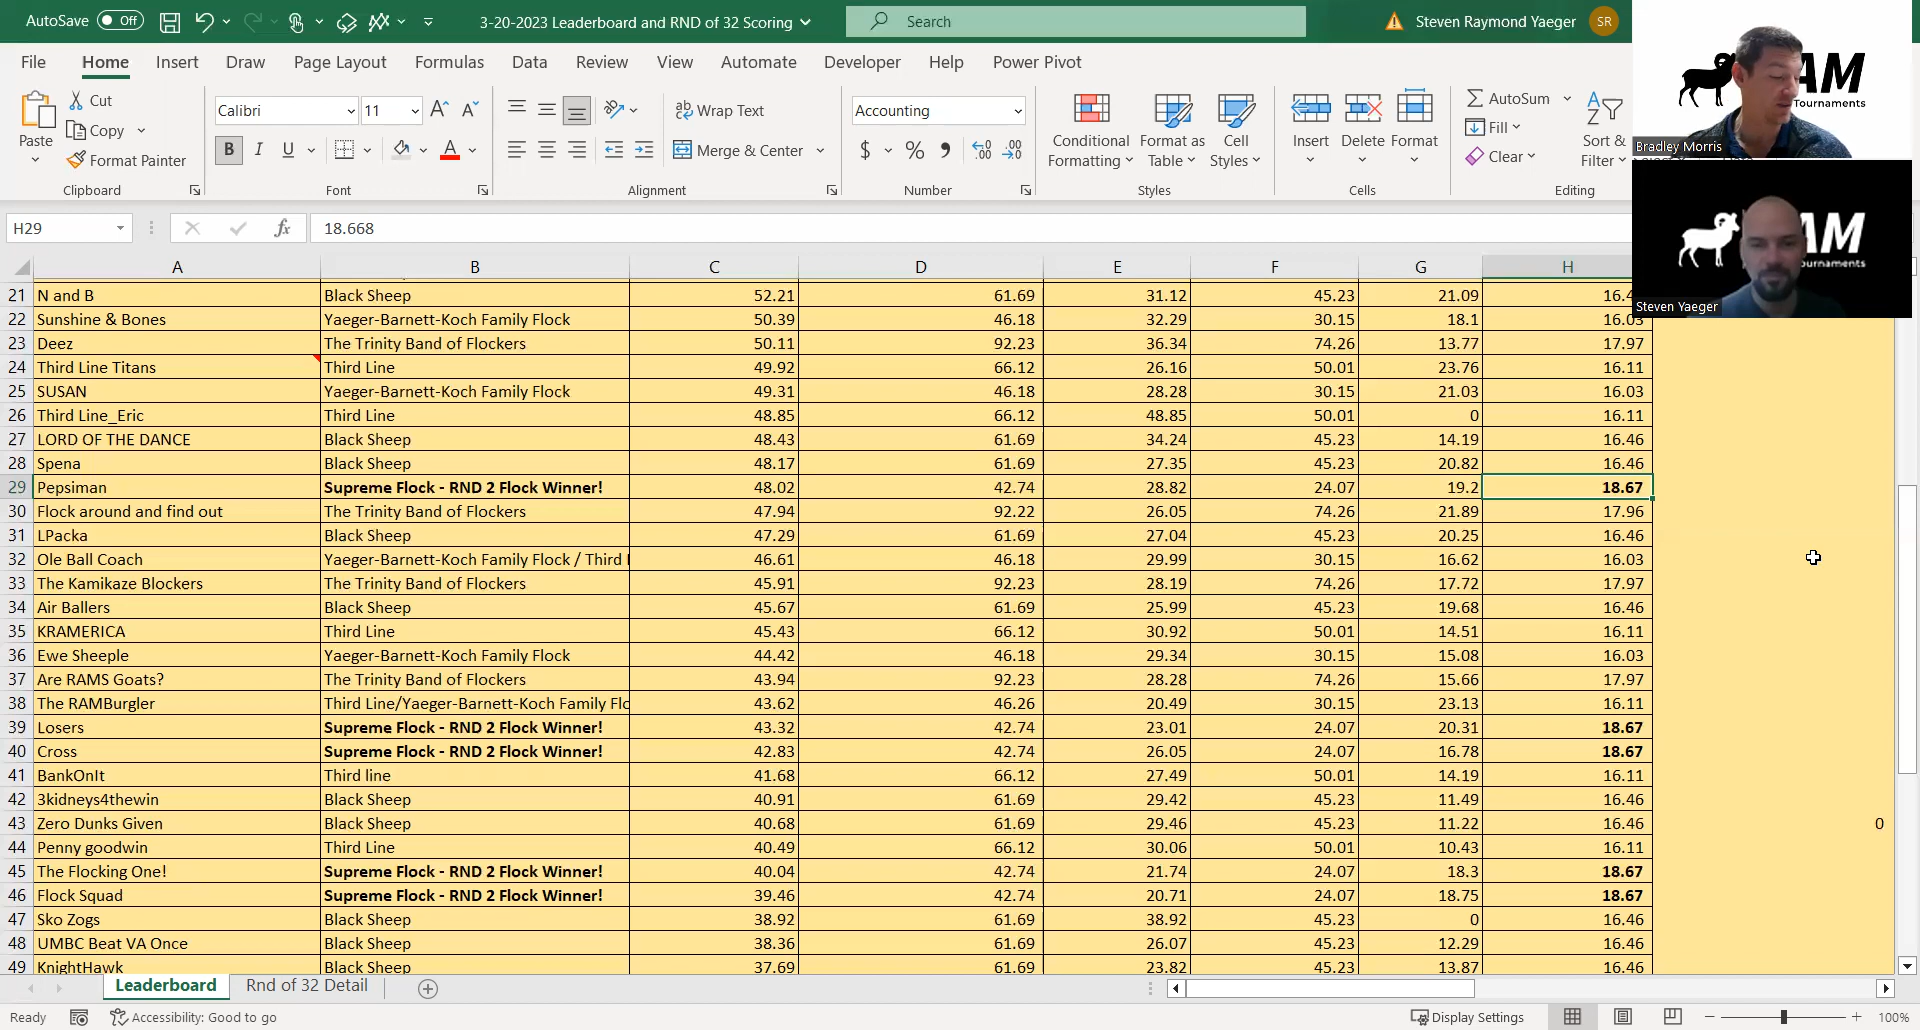 AutoSave Off 3-20-2023 Leaderboard and RND of 32 Scoring Search Steven Raymond Yaeger SR
File Home Insert Draw Page Layout Formulas Data Review View Automate Developer Help Power Pivot
Paste Cut Copy Format Painter Clipboard
Calibri 11 B I U A Font
Wrap Text Merge & Center Alignment
Accounting $ % Number
Conditional Formatting Format as Table Cell Styles Styles
Insert Delete Format Cells
AutoSum Fill Clear Sort & Filter Editing
AM
Tournaments
Bradley Morris
AM
ournaments
Steven Yaeger
H29 fx 18.668
A B C D E F G H
21 N and B Black Sheep 52.21 61.69 31.12 45.23 21.09
22 Sunshine & Bones Yaeger-Barnett-Koch Family Flock 50.39 46.18 32.29 30.15 18.1 16.03
23 Deez The Trinity Band of Flockers 50.11 92.23 36.34 74.26 13.77 17.97
24 Third Line Titans Third Line 49.92 66.12 26.16 50.01 23.76 16.11
25 SUSAN Yaeger-Barnett-Koch Family Flock 49.31 46.18 28.28 30.15 21.03 16.03
26 Third Line_Eric Third Line 48.85 66.12 48.85 50.01 0 16.11
27 LORD OF THE DANCE Black Sheep 48.43 61.69 34.24 45.23 14.19 16.46
28 Spena Black Sheep 48.17 61.69 27.35 45.23 20.82 16.46
29 Pepsiman Supreme Flock - RND 2 Flock Winner! 48.02 42.74 28.82 24.07 19.2 18.67
30 Flock around and find out The Trinity Band of Flockers 47.94 92.22 26.05 74.26 21.89 17.96
31 LPacka Black Sheep 47.29 61.69 27.04 45.23 20.25 16.46
32 Ole Ball Coach Yaeger-Barnett-Koch Family Flock / Third 46.61 46.18 29.99 30.15 16.62 16.03
33 The Kamikaze Blockers The Trinity Band of Flockers 45.91 92.23 28.19 74.26 17.72 17.97
34 Air Ballers Black Sheep 45.67 61.69 25.99 45.23 19.68 16.46
35 KRAMERICA Third Line 45.43 66.12 30.92 50.01 14.51 16.11
36 Ewe Sheeple Yaeger-Barnett-Koch Family Flock 44.42 46.18 29.34 30.15 15.08 16.03
37 Are RAMS Goats? The Trinity Band of Flockers 43.94 92.23 28.28 74.26 15.66 17.97
38 The RAMBurgler Third Line/Yaeger-Barnett-Koch Family Flo 43.62 46.26 20.49 30.15 23.13 16.11
39 Losers Supreme Flock - RND 2 Flock Winner! 43.32 42.74 23.01 24.07 20.31 18.67
40 Cross Supreme Flock - RND 2 Flock Winner! 42.83 42.74 26.05 24.07 16.78 18.67
41 BankOnIt Third line 41.68 66.12 27.49 50.01 14.19 16.11
42 3kidneys4thewin Black Sheep 40.91 61.69 29.42 45.23 11.49 16.46
43 Zero Dunks Given Black Sheep 40.68 61.69 29.46 45.23 11.22 16.46 0
44 Penny goodwin Third Line 40.49 66.12 30.06 50.01 10.43 16.11
45 The Flocking One! Supreme Flock - RND 2 Flock Winner! 40.04 42.74 21.74 24.07 18.3 18.67
46 Flock Squad Supreme Flock - RND 2 Flock Winner! 39.46 42.74 20.71 24.07 18.75 18.67
47 Sko Zogs Black Sheep 38.92 61.69 38.92 45.23 0 16.46
48 UMBC Beat VA Once Black Sheep 38.36 61.69 26.07 45.23 12.29 16.46
49 KnightHawk Black Sheep 37.69 61.69 23.82 45.23 13.87 16.46
Leaderboard Rnd of 32 Detail
Ready Accessibility: Good to go Display Settings 100%